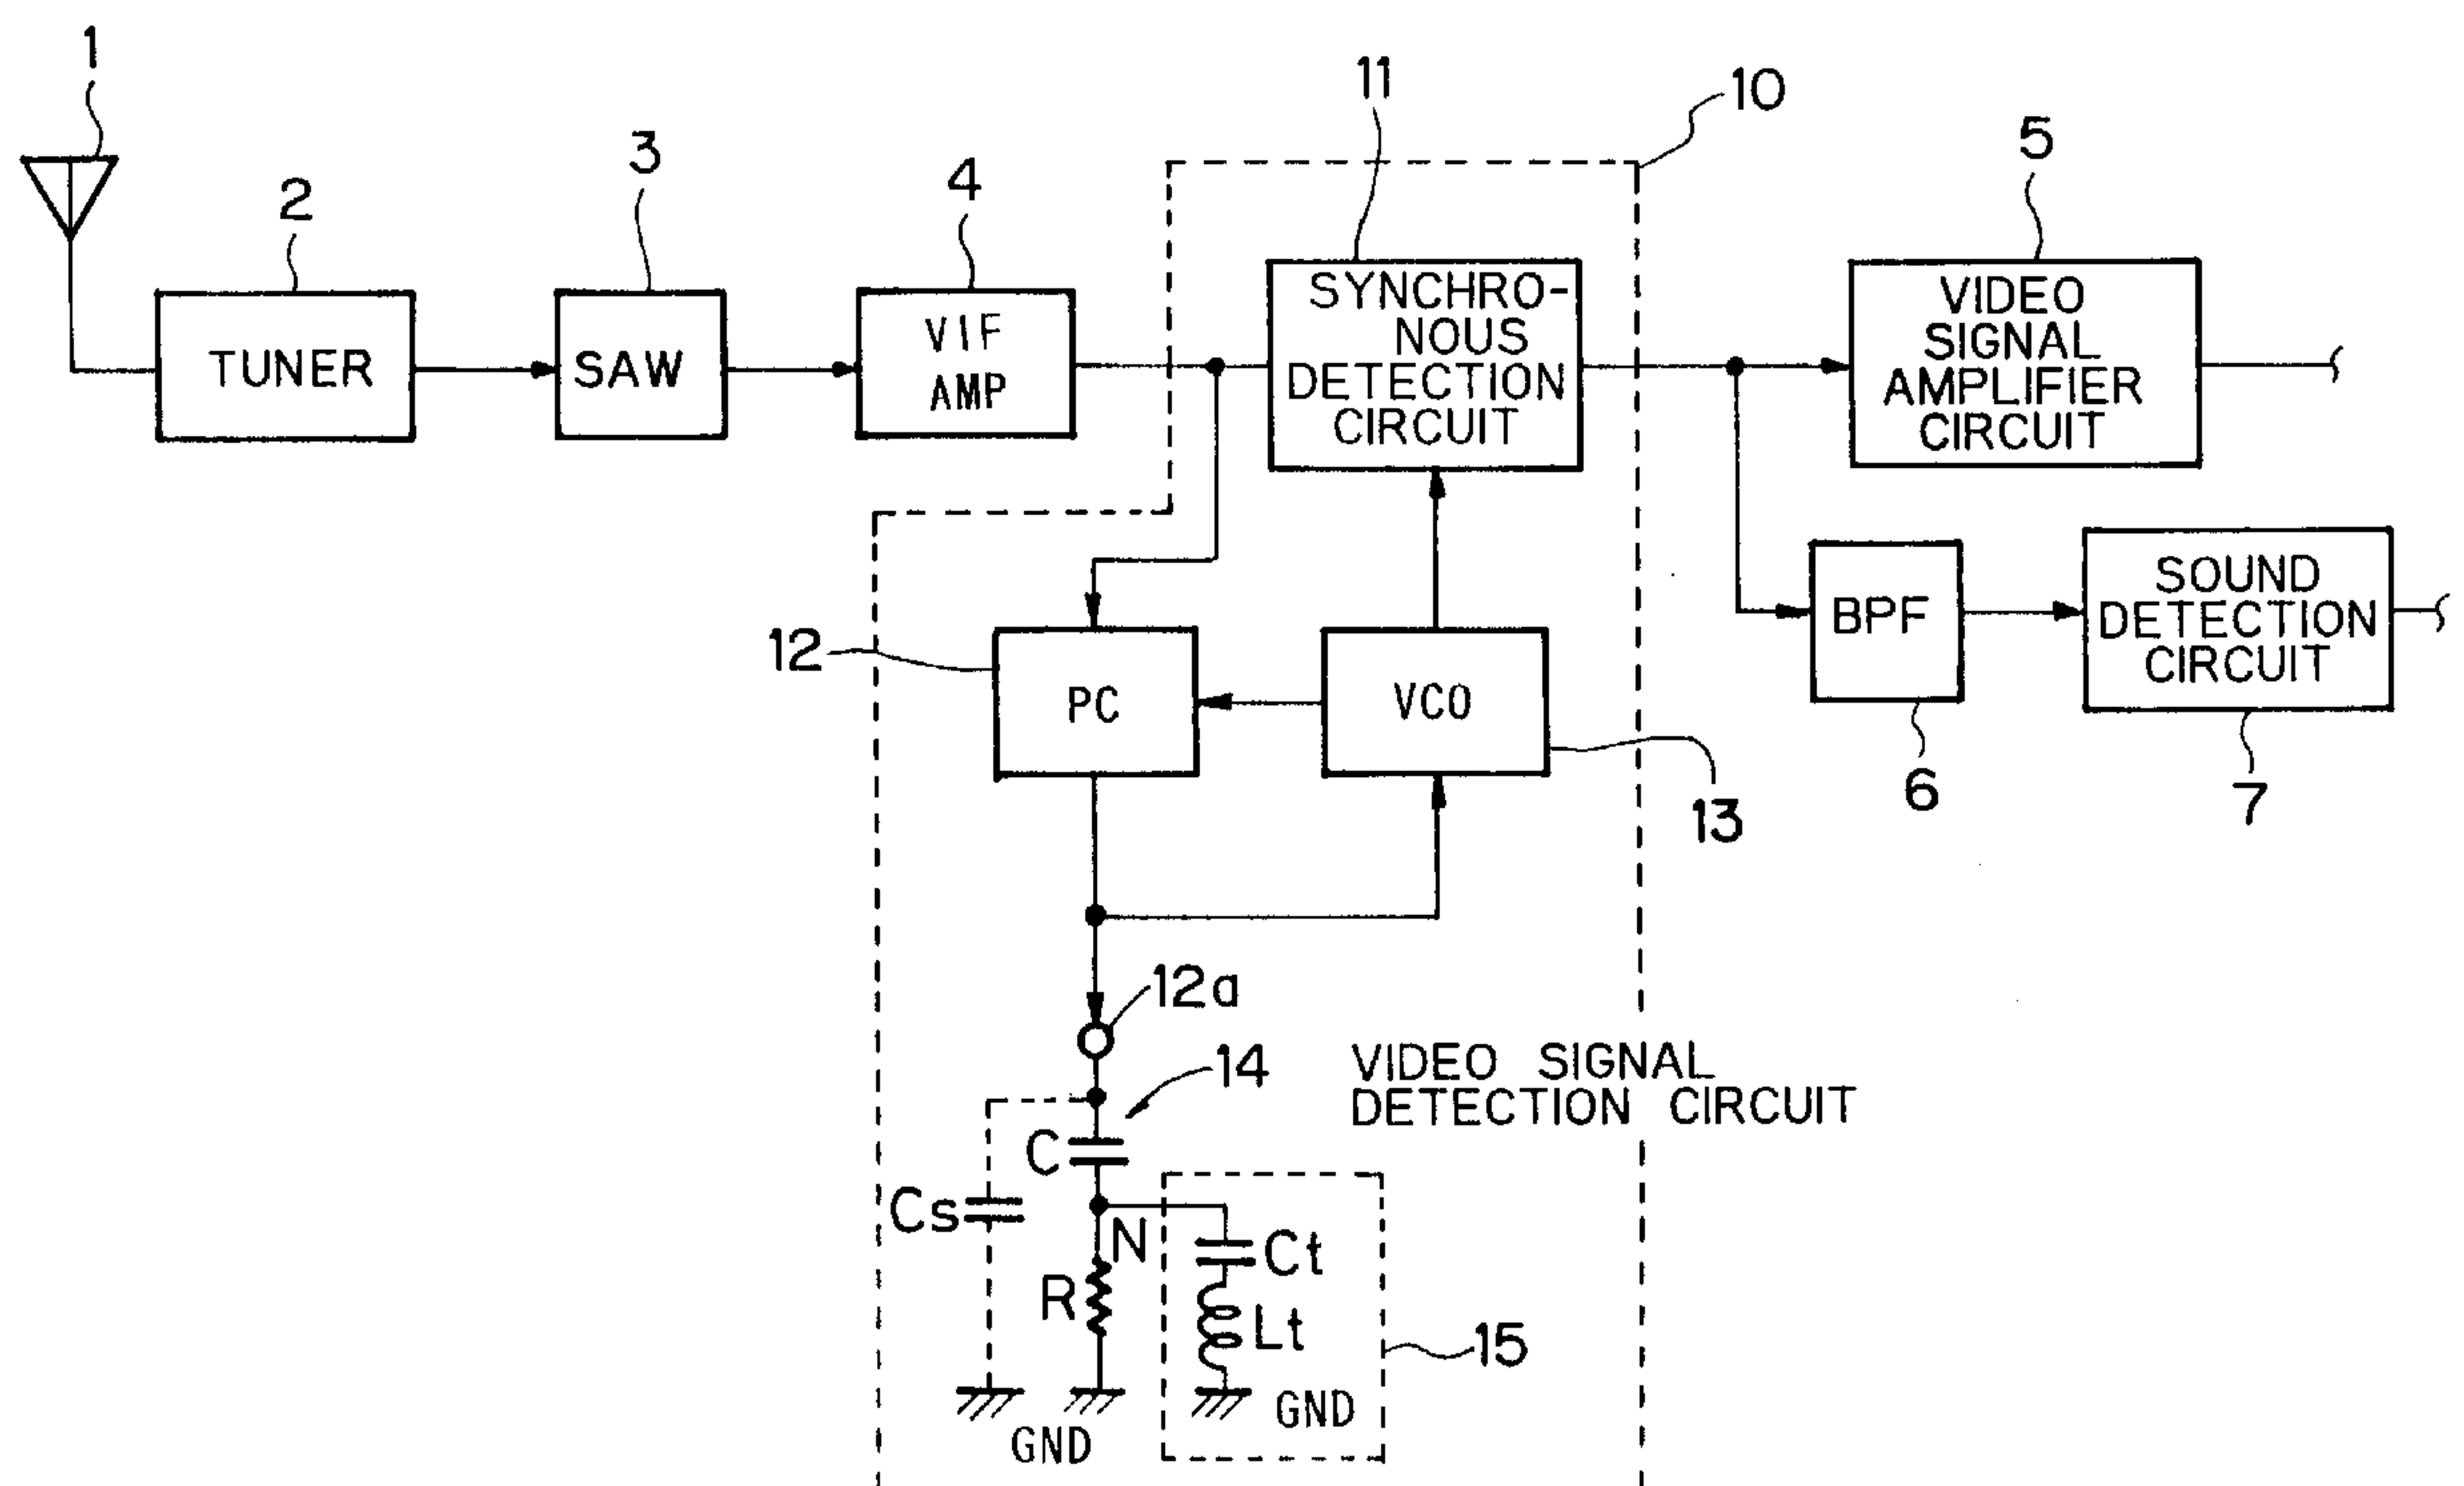 1
2
3
4
11
10
5
TUNER
SAW
VIF
AMP
SYNCHRO-
NOUS
DETECTION
CIRCUIT
VIDEO
SIGNAL
AMPLIFIER
CIRCUIT
12
PC
VCO
13
BPF
6
SOUND
DETECTION
CIRCUIT
7
12a
14
VIDEO SIGNAL
DETECTION CIRCUIT
C
Cs
N
R
Ct
Lt
15
GND
GND